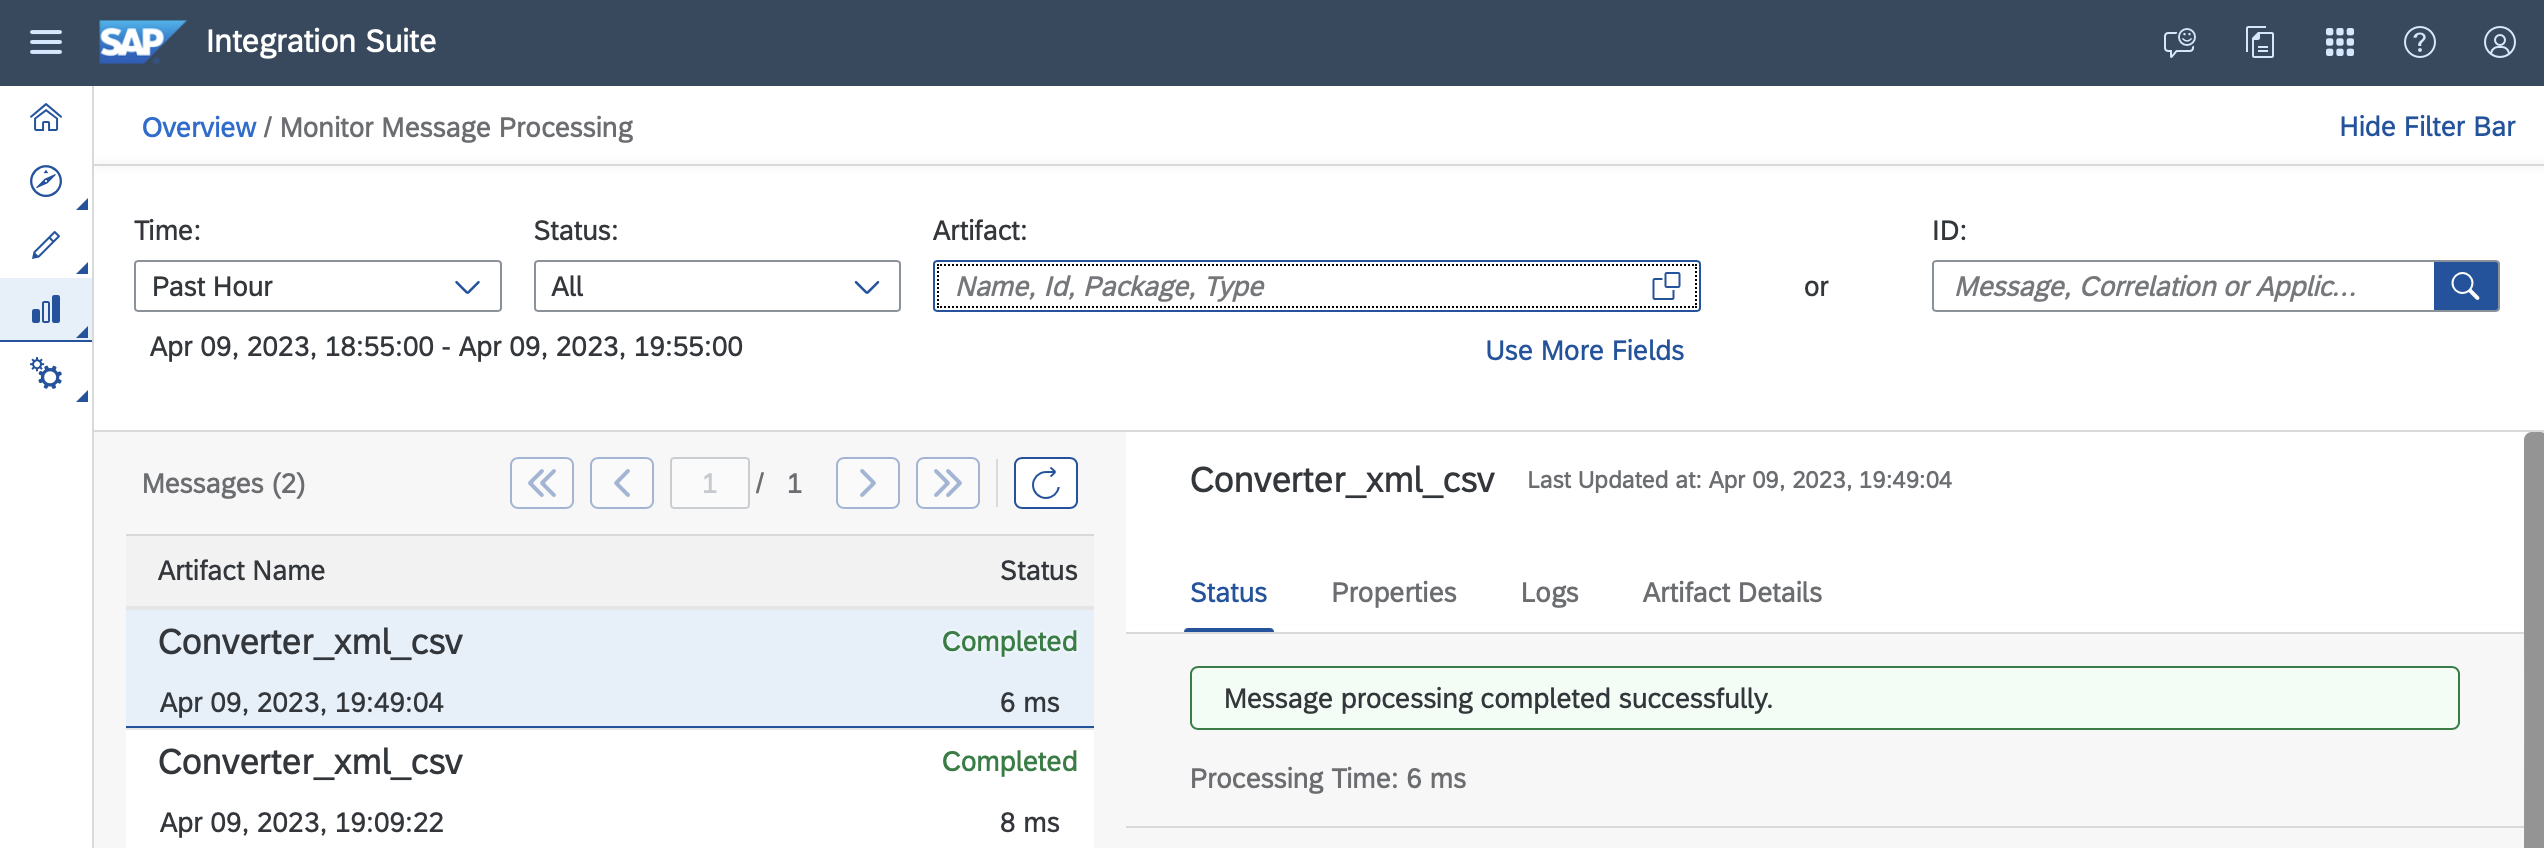 SAP Integration Suite
Overview / Monitor Message Processing
Hide Filter Bar
Time:
Status:
Artifact:
ID:
Past Hour
All
Name, Id, Package, Type
or
Message, Correlation or Applic...
Apr 09, 2023, 18:55:00 - Apr 09, 2023, 19:55:00
Use More Fields
Messages (2)
1 / 1
Artifact Name
Status
Converter_xml_csv
Completed
Apr 09, 2023, 19:49:04
6 ms
Converter_xml_csv
Completed
Apr 09, 2023, 19:09:22
8 ms
Converter_xml_csv
Last Updated at: Apr 09, 2023, 19:49:04
Status
Properties
Logs
Artifact Details
Message processing completed successfully.
Processing Time: 6 ms